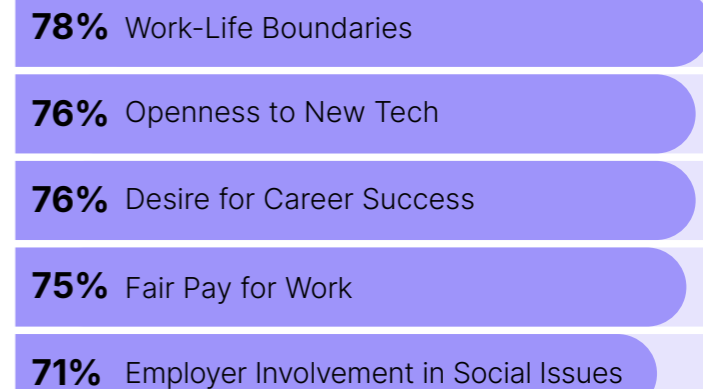 78% Work-Life Boundaries
76% Openness to New Tech
76% Desire for Career Success
75% Fair Pay for Work
71% Employer Involvement in Social Issues